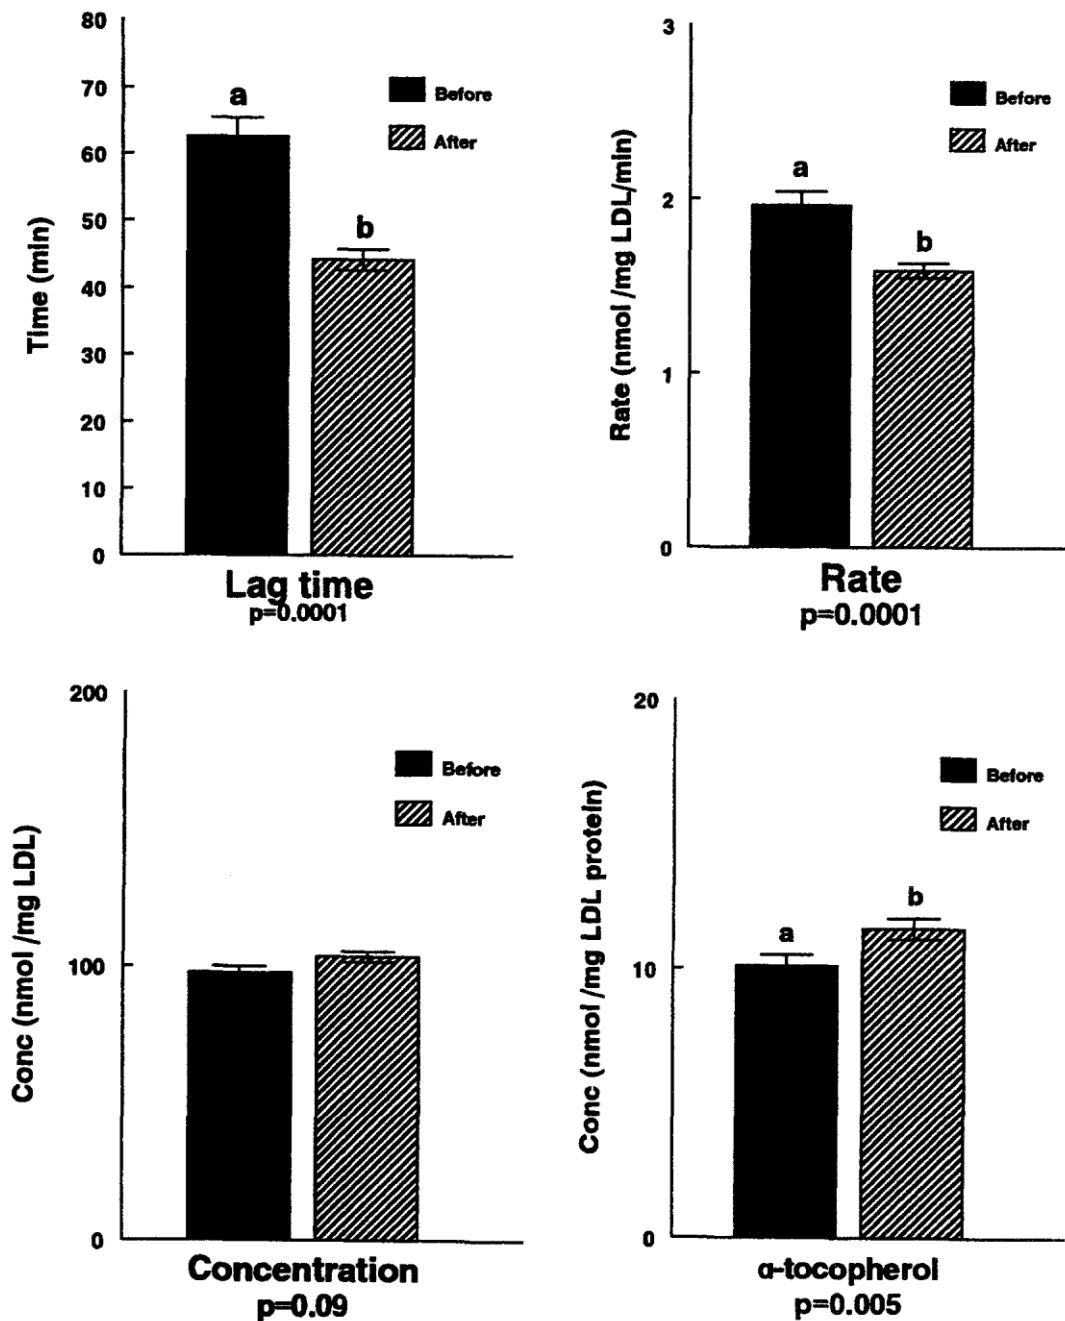 80
70
60
50
40
30
20
10
0
Time (min)
a
b
Before
After
Lag time
p=0.0001
3
2
1
0
Rate (nmol /mg LDL/min)
a
b
Before
After
Rate
p=0.0001
200
100
0
Conc (nmol /mg LDL)
Before
After
Concentration
p=0.09
20
10
0
Conc (nmol /mg LDL protein)
a
b
Before
After
α-tocopherol
p=0.005